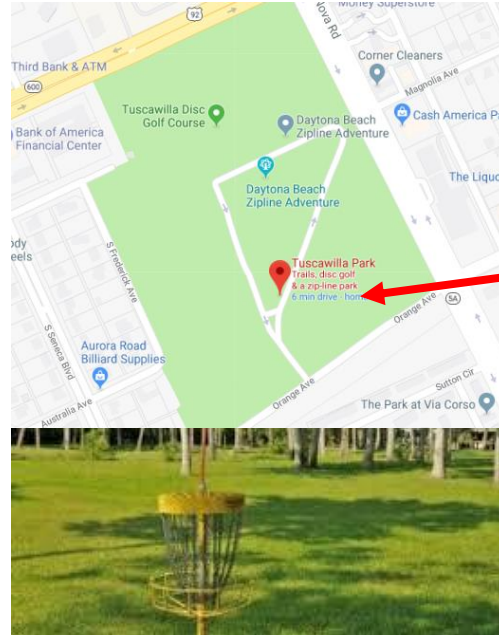 92
Nova Rd
Money Superstore
Third Bank & ATM
Corner Cleaners
600
Magnolia Ave
Tuscawilla Disc
Golf Course
Daytona Beach
Zipline Adventure
Cash America
Bank of America
Financial Center
Daytona Beach
Zipline Adventure
The
S Frederick Ave
Tuscawilla Park
Trails, disc golf
& a zip-line park
6 min drive
5A
Orange Ave
S Seneca Blvd
Aurora Road
Billiard Supplies
Sutton Cir
Orange Ave
The Park at Via Corso
Australia Ave